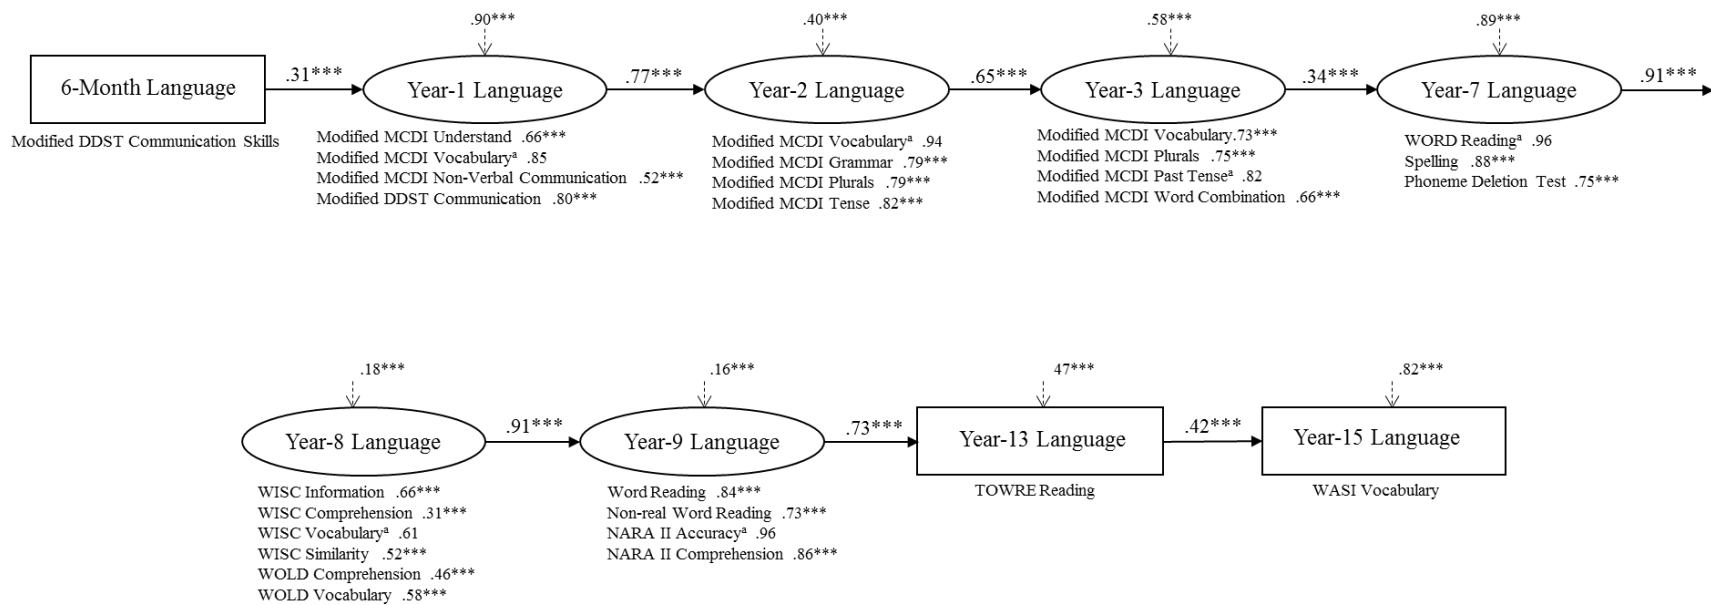 .90***
.40***
.58***
.89***
6-Month Language
.31***
Year-1 Language
.77***
Year-2 Language
.65***
Year-3 Language
.34***
Year-7 Language
.91***
Modified DDST Communication Skills
Modified MCDI Understand .66***
Modified MCDI Vocabularyᵃ .85
Modified MCDI Non-Verbal Communication .52***
Modified DDST Communication .80***
Modified MCDI Vocabularyᵃ .94
Modified MCDI Grammar .79***
Modified MCDI Plurals .79***
Modified MCDI Tense .82***
Modified MCDI Vocabulary.73***
Modified MCDI Plurals .75***
Modified MCDI Past Tenseᵃ .82
Modified MCDI Word Combination .66***
WORD Readingᵃ .96
Spelling .88***
Phoneme Deletion Test .75***
.18***
.16***
47***
.82***
Year-8 Language
.91***
Year-9 Language
.73***
Year-13 Language
.42***
Year-15 Language
WISC Information .66***
WISC Comprehension .31***
WISC Vocabularyᵃ .61
WISC Similarity .52***
WOLD Comprehension .46***
WOLD Vocabulary .58***
Word Reading .84***
Non-real Word Reading .73***
NARA II Accuracyᵃ .96
NARA II Comprehension .86***
TOWRE Reading
WASI Vocabulary